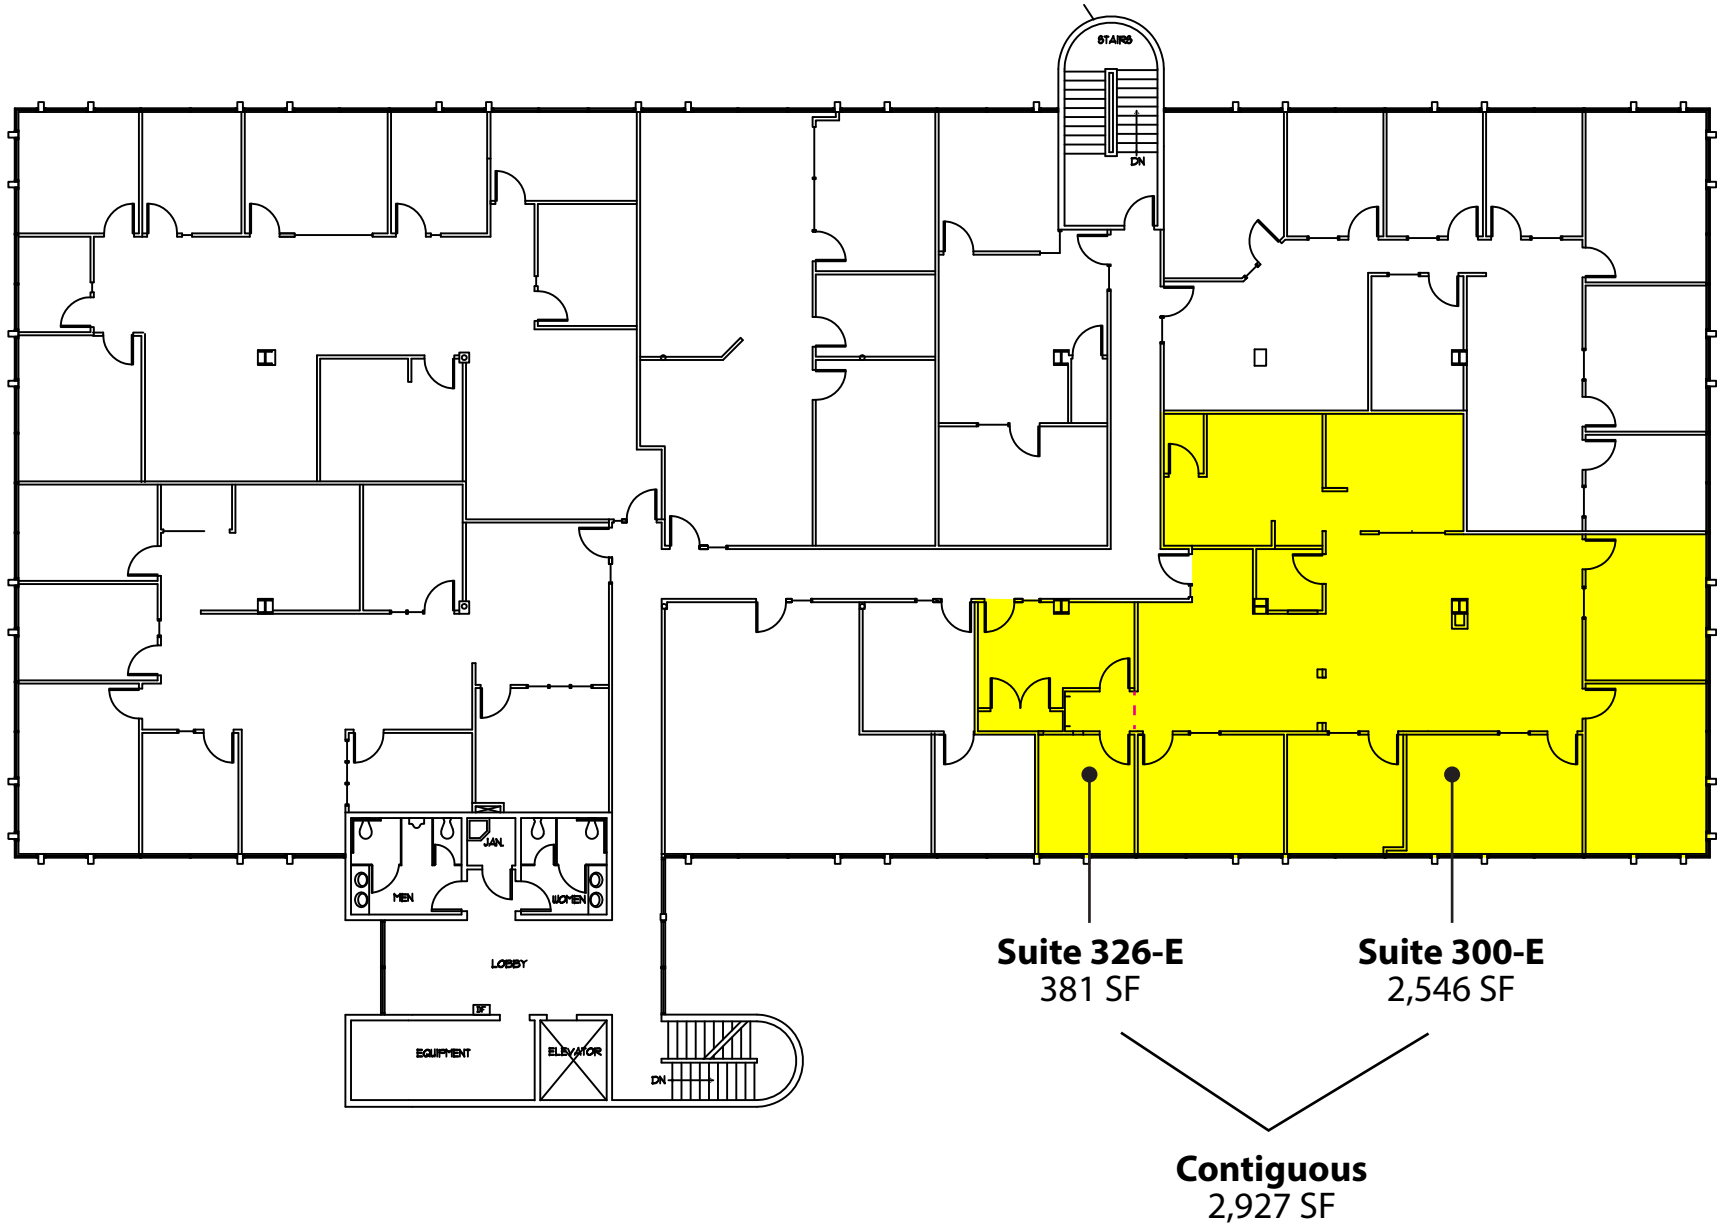 STAIRS
DN
JAN.
MEN
WOMEN
LOBBY
DF
EQUIPMENT
ELEVATOR
DN
Suite 326-E
381 SF
Suite 300-E
2,546 SF
Contiguous
2,927 SF